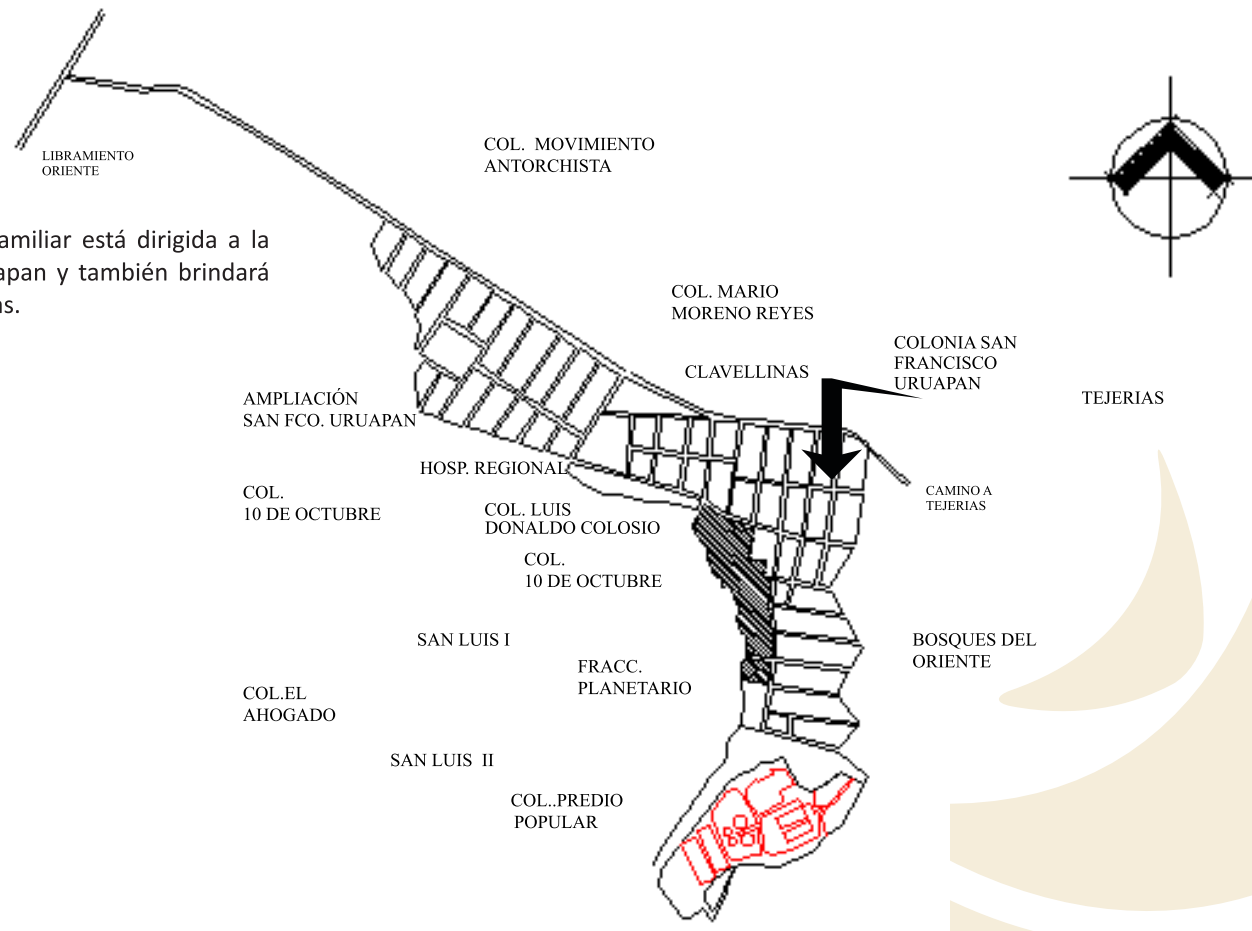 LIBRAMIENTO
ORIENTE
COL. MOVIMIENTO
ANTORCHISTA
amiliar está dirigida a la
apan y también brindará
as.
COL. MARIO
MORENO REYES
COLONIA SAN
FRANCISCO
URUAPAN
CLAVELLINAS
TEJERIAS
AMPLIACIÓN
SAN FCO. URUAPAN
HOSP. REGIONAL
COL.
10 DE OCTUBRE
CAMINO A
TEJERIAS
COL. LUIS
DONALDO COLOSIO
COL.
10 DE OCTUBRE
SAN LUIS I
BOSQUES DEL
ORIENTE
FRACC.
PLANETARIO
COL.EL
AHOGADO
SAN LUIS II
COL..PREDIO
POPULAR